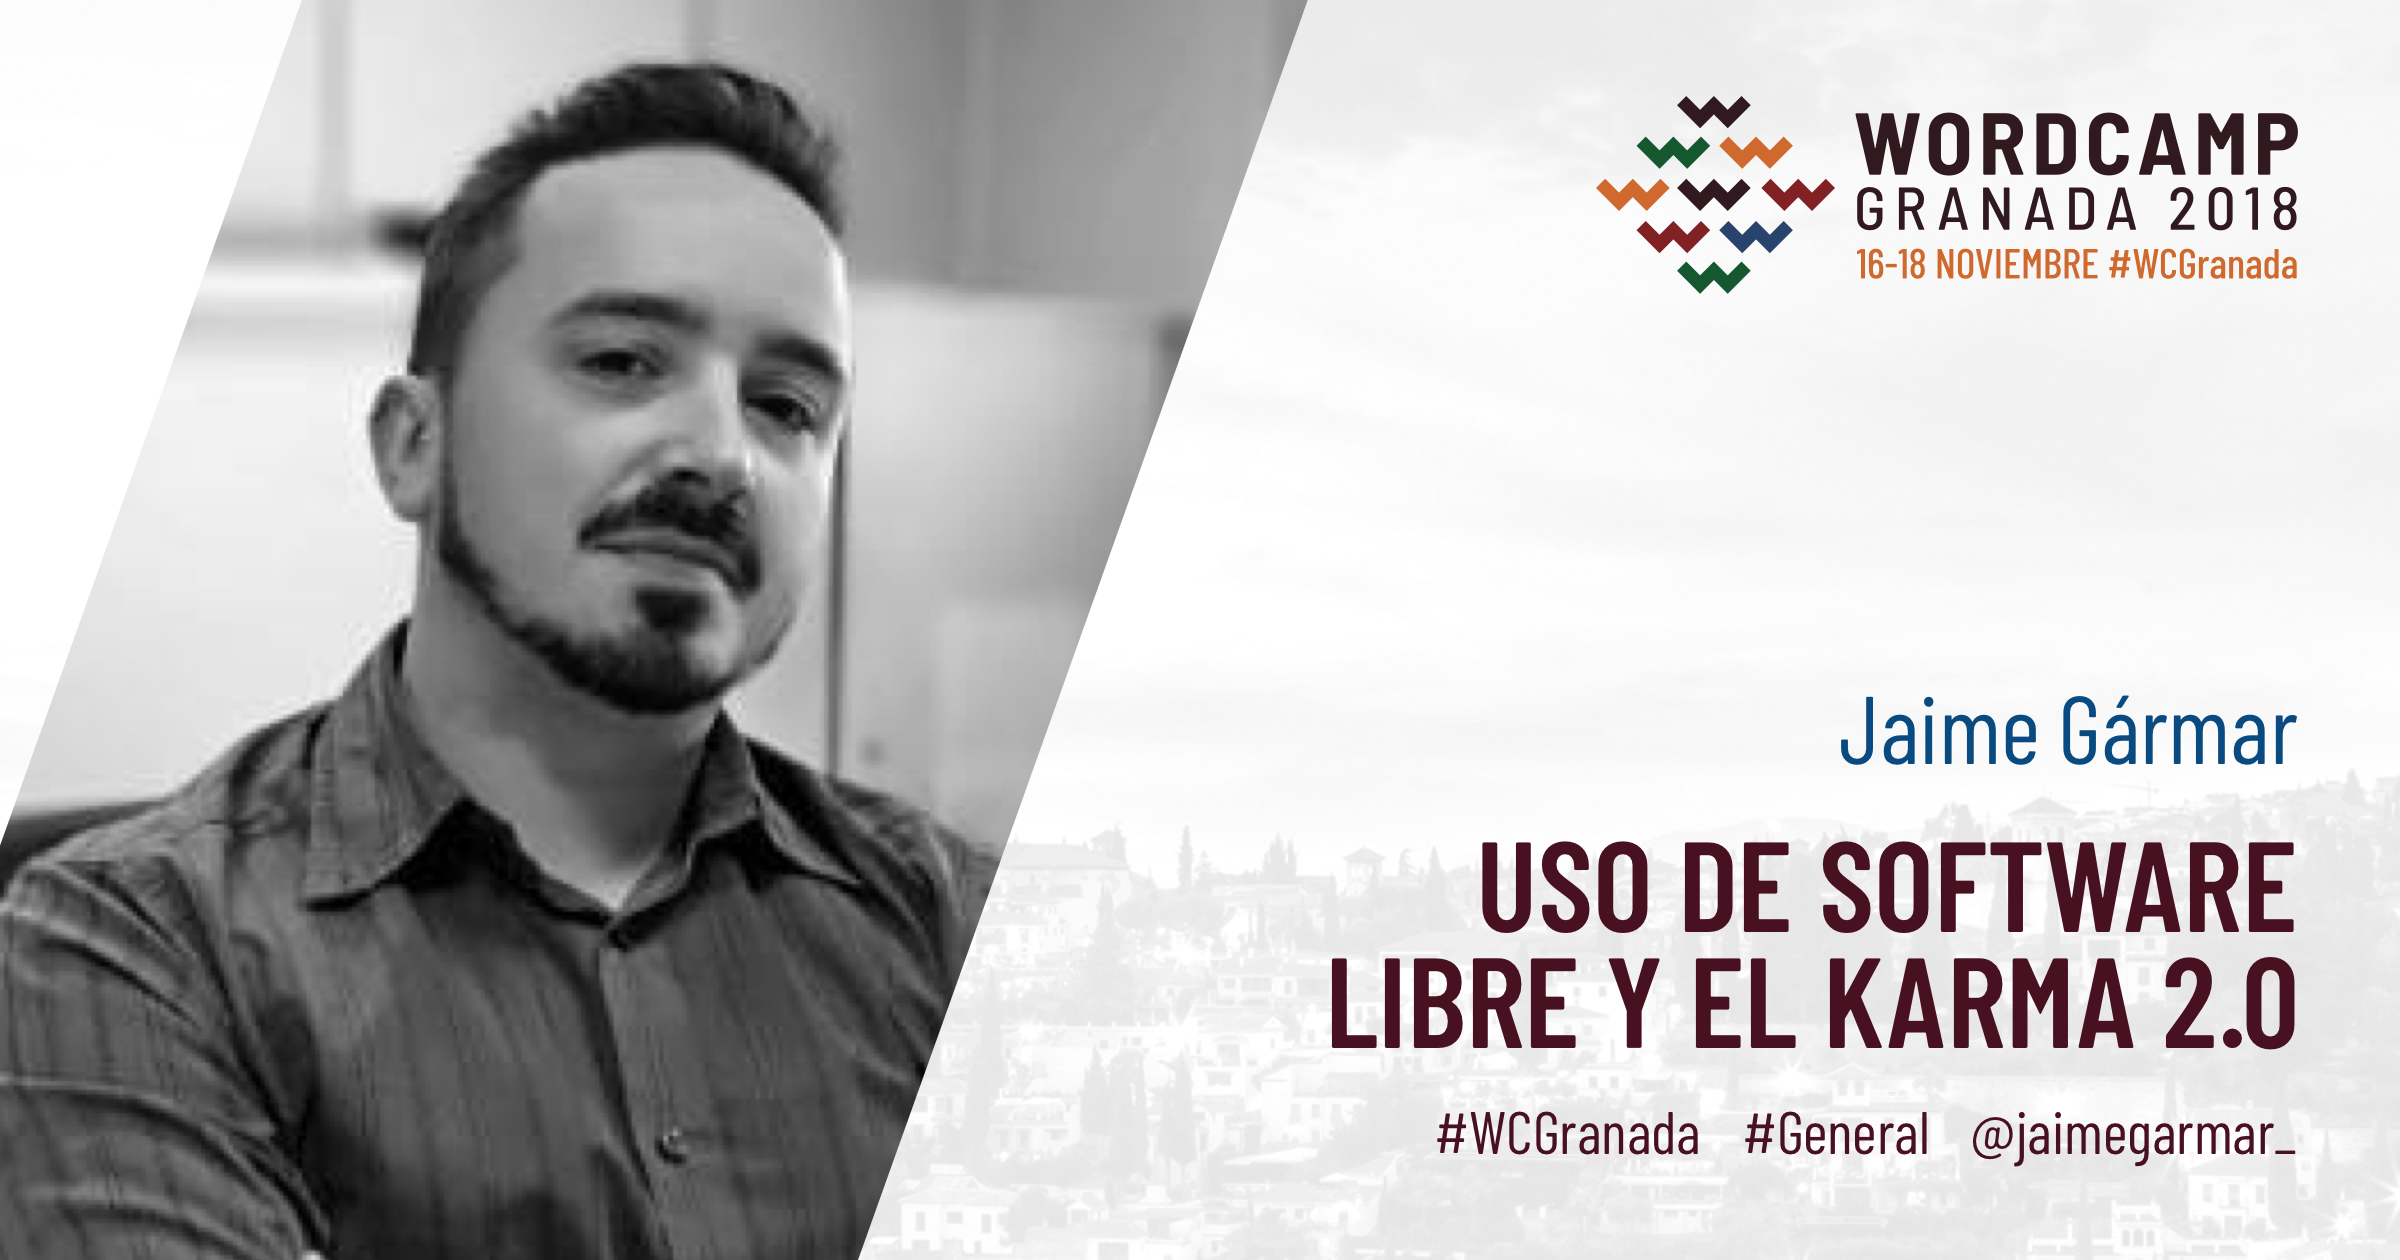 WORDCAMP
GRANADA 2018
16-18 NOVIEMBRE #WCGranada
Jaime Gármar
USO DE SOFTWARE
LIBRE Y EL KARMA 2.0
#WCGranada #General @jaimegarmar_